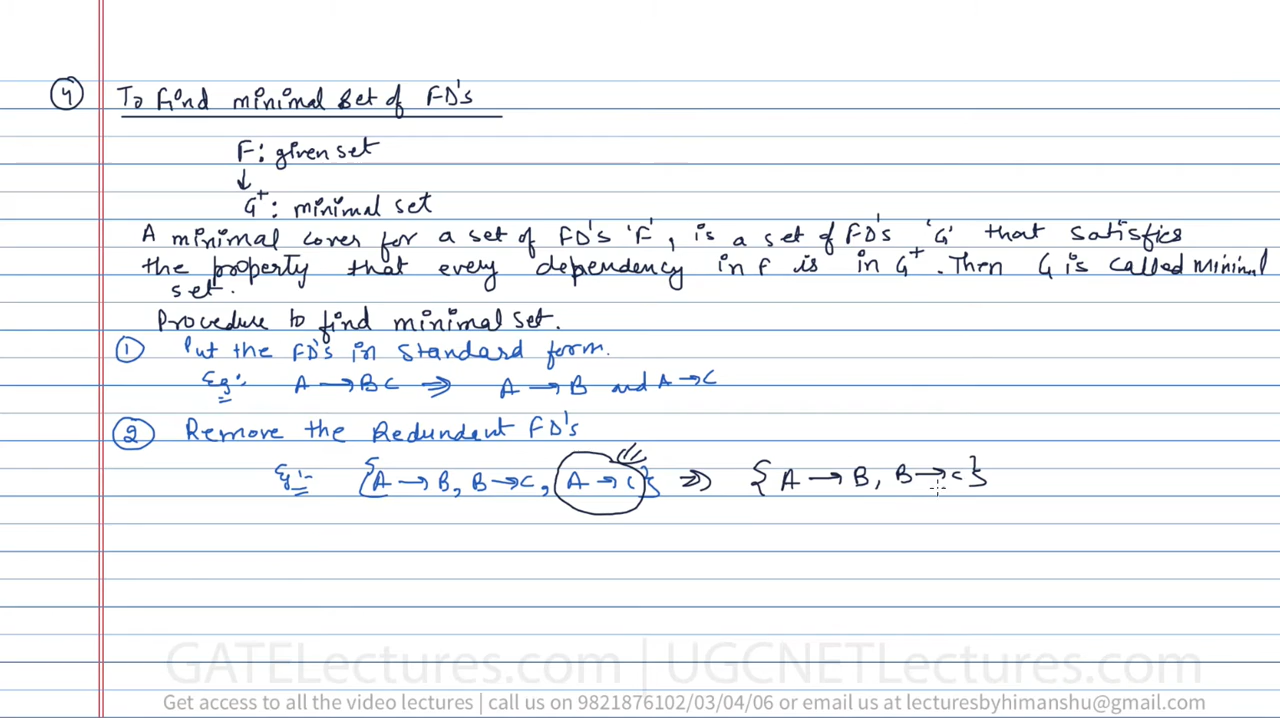 4 To Find minimal set of FD's
F: given set
↓
G⁺: minimal set
A minimal cover for a set of FD's 'F', is a set of FD's 'G' that satisfies
the property that every dependency in F is in G⁺. Then G is called minimal
set.
Procedure to find minimal set.
① Put the FD's in Standard form.
Eg:- A → BC ⇒ A → B and A → C
② Remove the Redundent FD's
Eg:- {A → B, B → C, A → C} ⇒ {A → B, B → C}
GATELectures.com | UGCNETLectures.com
Get access to all the video lectures | call us on 9821876102/03/04/06 or email us at lecturesbyhimanshu@gmail.com